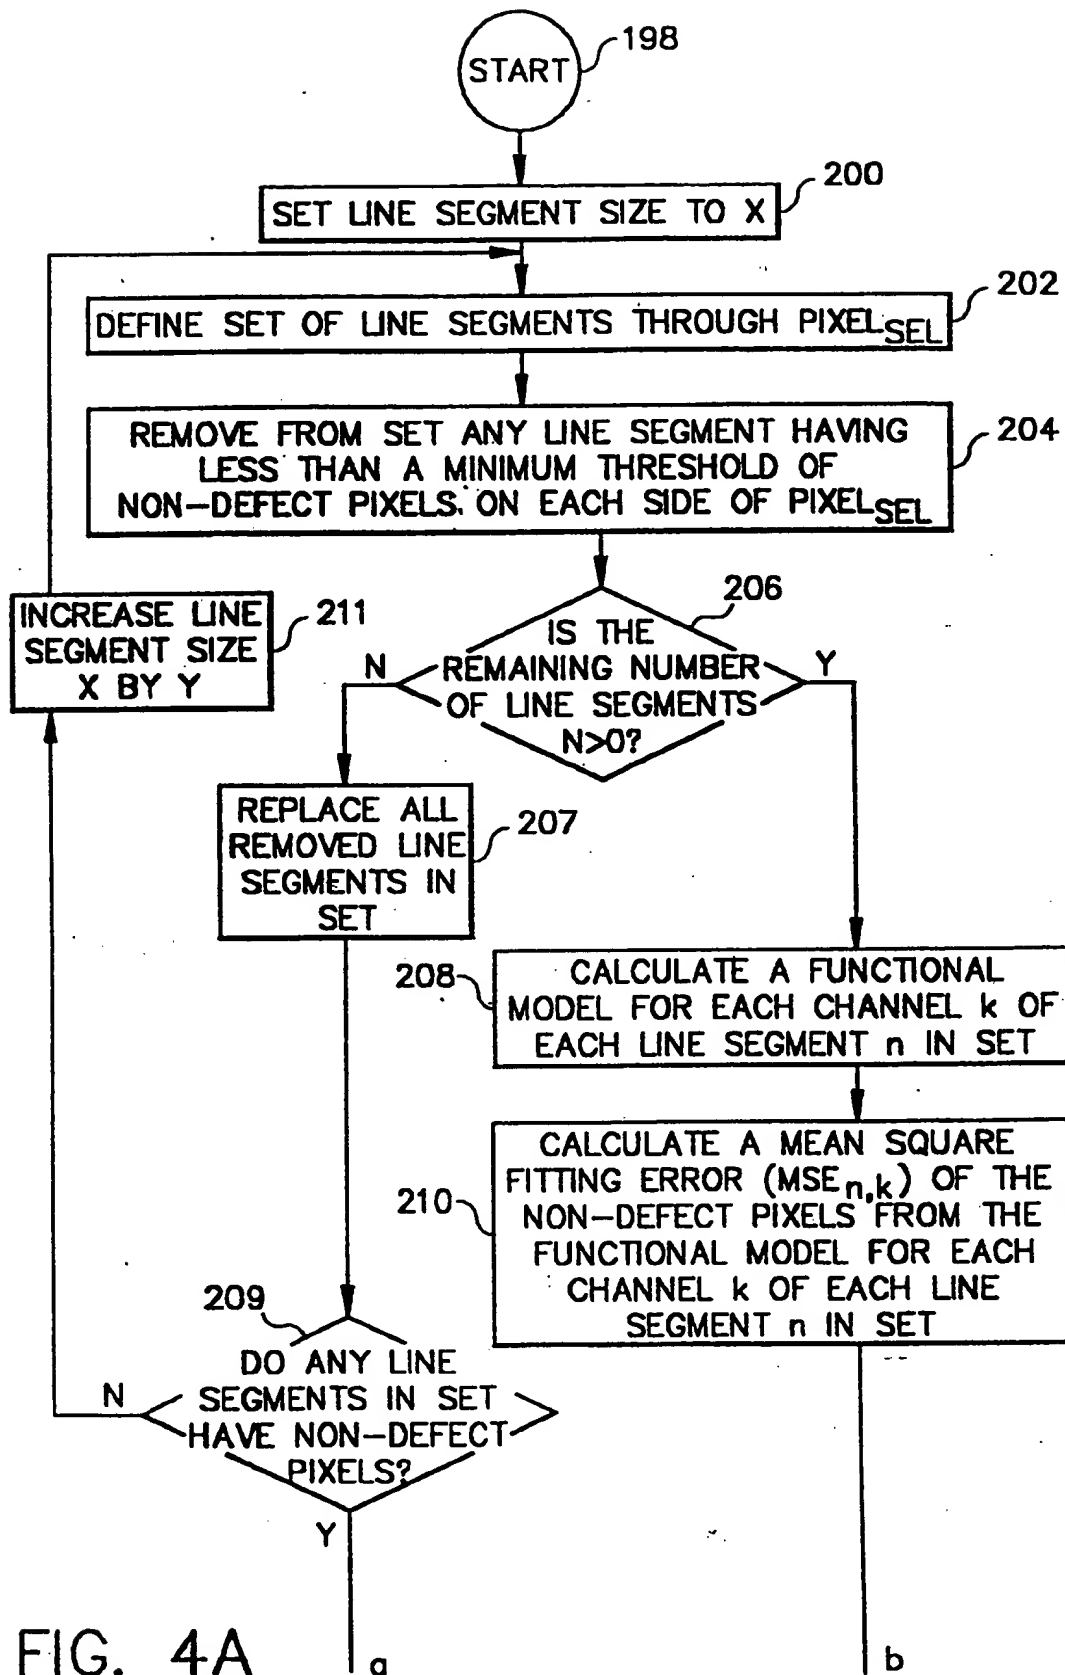 START
198
SET LINE SEGMENT SIZE TO X
200
DEFINE SET OF LINE SEGMENTS THROUGH PIXELSEL
202
REMOVE FROM SET ANY LINE SEGMENT HAVING
LESS THAN A MINIMUM THRESHOLD OF
NON-DEFECT PIXELS. ON EACH SIDE OF PIXELSEL
204
INCREASE LINE
SEGMENT SIZE
X BY Y
211
206
IS THE
REMAINING NUMBER
OF LINE SEGMENTS
N>0?
N
Y
REPLACE ALL
REMOVED LINE
SEGMENTS IN
SET
207
208
CALCULATE A FUNCTIONAL
MODEL FOR EACH CHANNEL k OF
EACH LINE SEGMENT n IN SET
210
CALCULATE A MEAN SQUARE
FITTING ERROR (MSEn,k) OF THE
NON-DEFECT PIXELS FROM THE
FUNCTIONAL MODEL FOR EACH
CHANNEL k OF EACH LINE
SEGMENT n IN SET
209
DO ANY LINE
SEGMENTS IN SET
HAVE NON-DEFECT
PIXELS?
N
Y
FIG. 4A
a
b